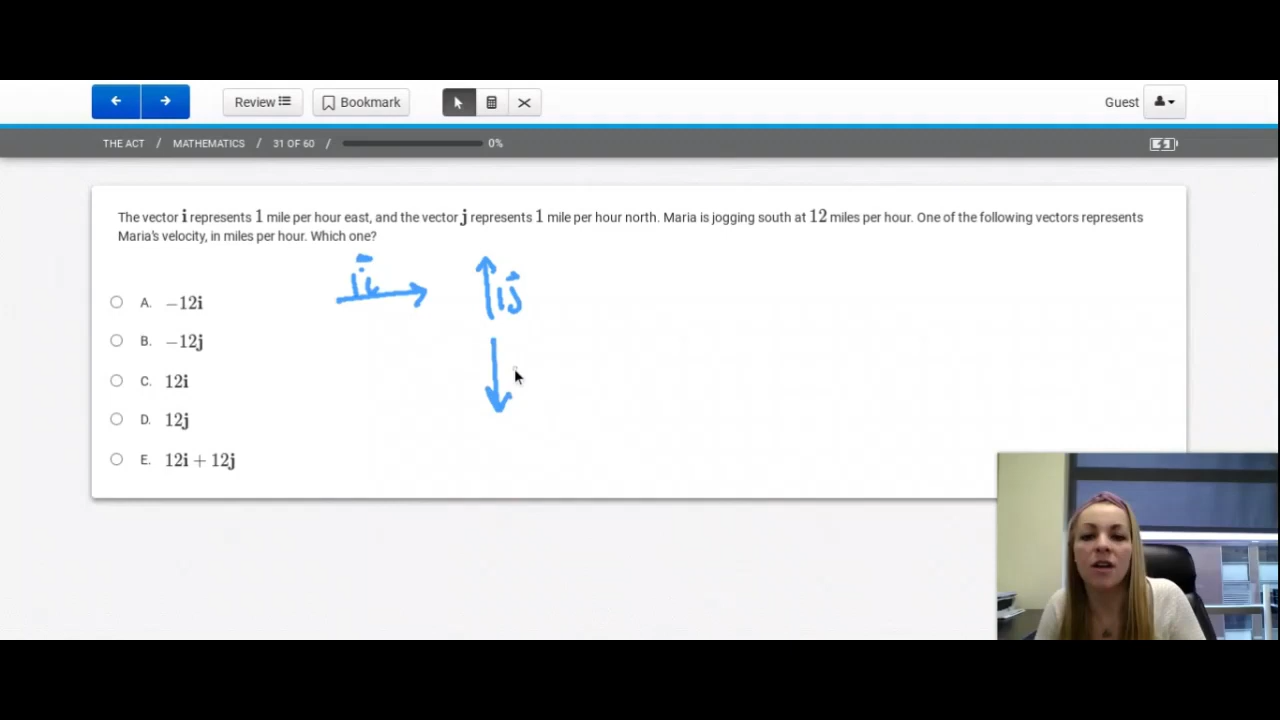 Review
Bookmark
Guest
THE ACT / MATHEMATICS / 31 OF 60 / 0%
The vector i represents 1 mile per hour east, and the vector j represents 1 mile per hour north. Maria is jogging south at 12 miles per hour. One of the following vectors represents
Maria's velocity, in miles per hour. Which one?
1i
1j
A. −12i
B. −12j
C. 12i
D. 12j
E. 12i + 12j